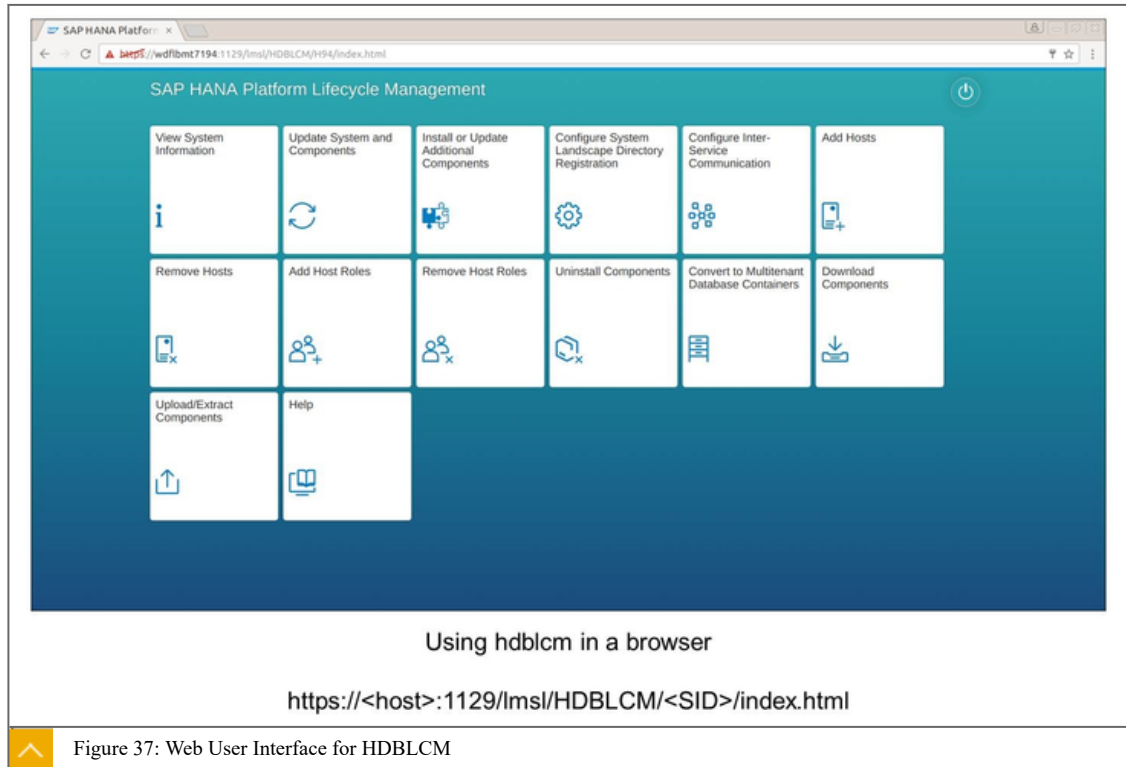 SAP HANA Platform
https://wdflbmt7194:1129/lmsl/HDBLCM/H94/index.html
SAP HANA Platform Lifecycle Management
View System
Information
Update System and
Components
Install or Update
Additional
Components
Configure System
Landscape Directory
Registration
Configure Inter-
Service
Communication
Add Hosts
Remove Hosts
Add Host Roles
Remove Host Roles
Uninstall Components
Convert to Multitenant
Database Containers
Download
Components
Upload/Extract
Components
Help
Using hdblcm in a browser
https://<host>:1129/lmsl/HDBLCM/<SID>/index.html
Figure 37: Web User Interface for HDBLCM